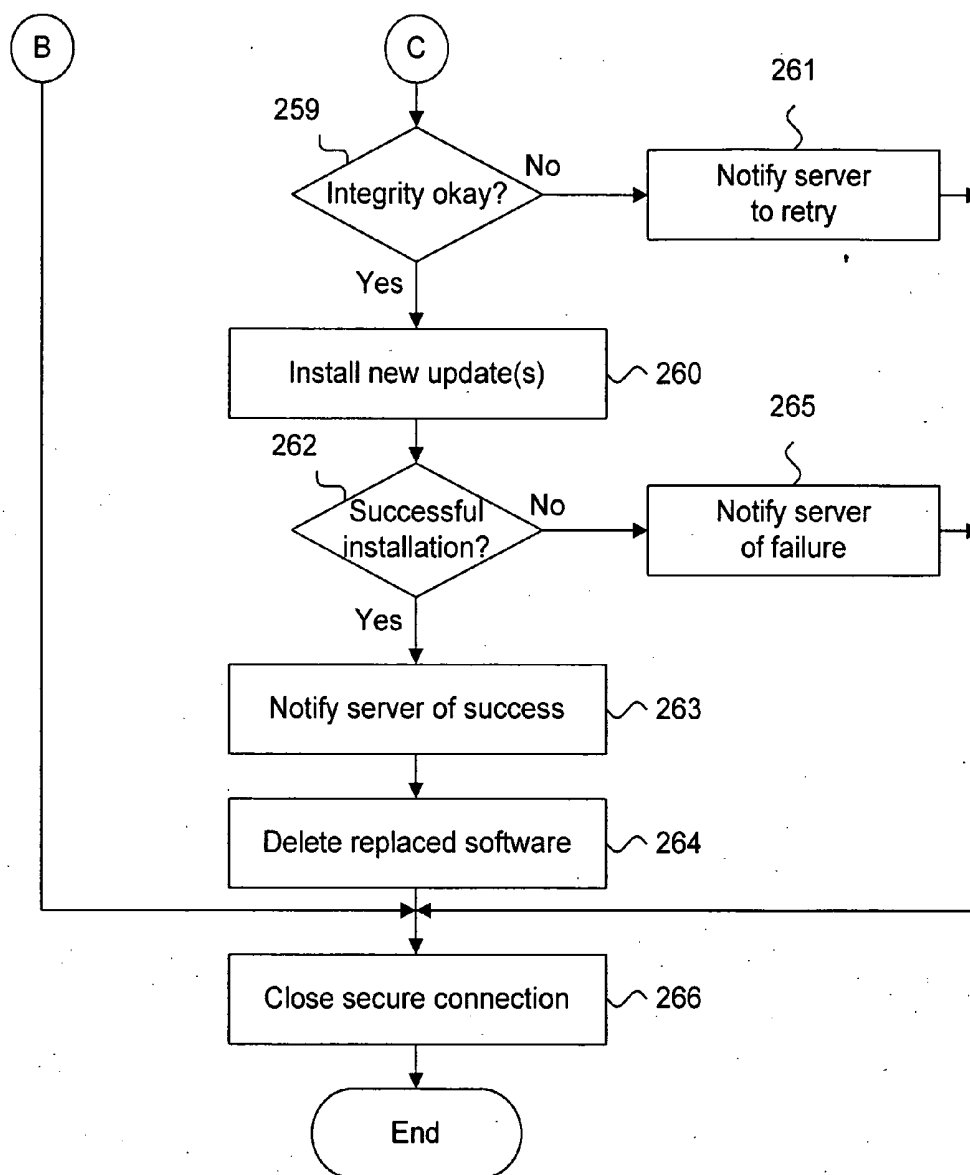 B
C
261
259
No
Notify server
to retry
Integrity okay?
Yes
Install new update(s)
260
265
262
No
Notify server
of failure
Successful
installation?
Yes
Notify server of success
263
Delete replaced software
264
Close secure connection
266
End